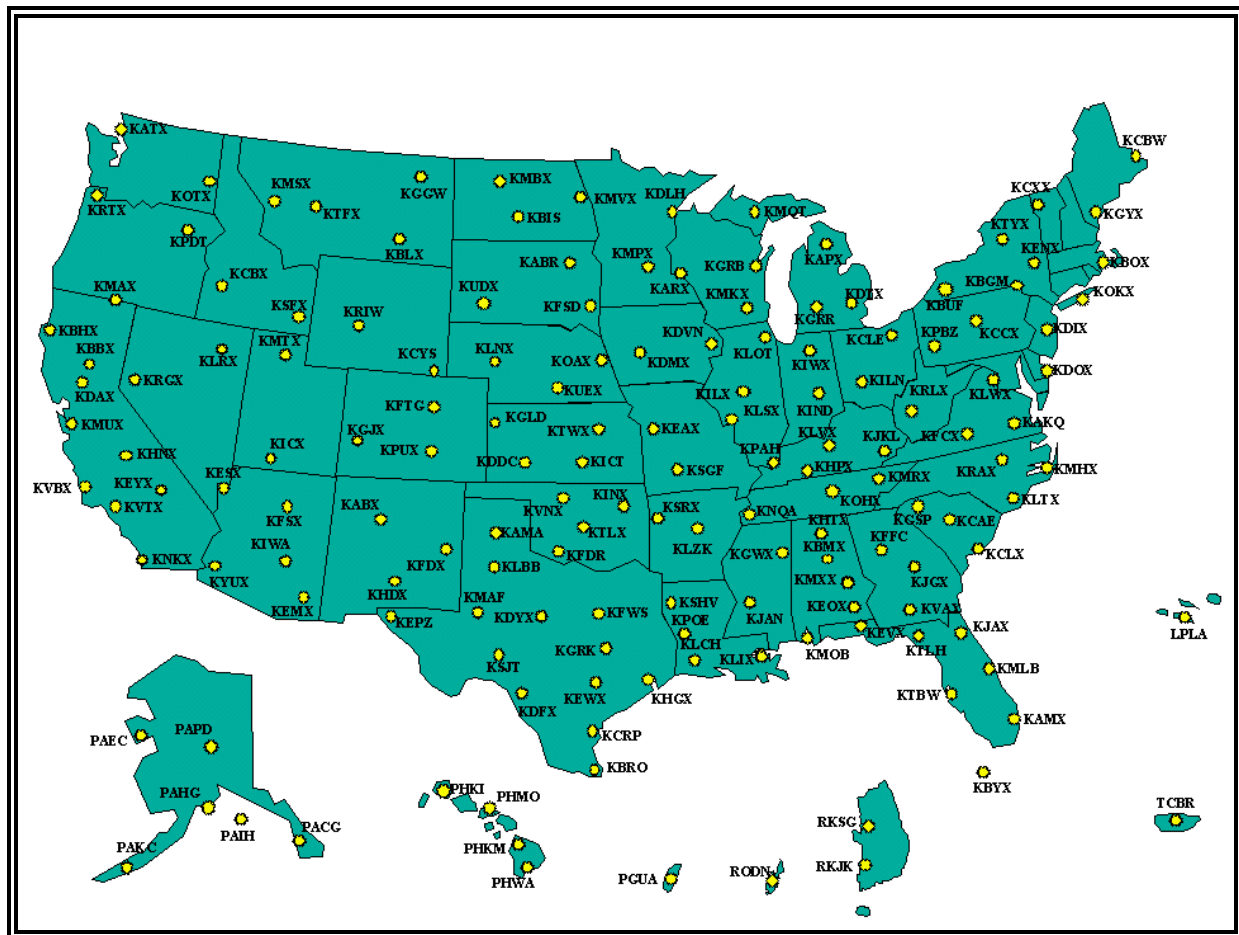 KATX
KCBW
KOTX
KMSX
KGGW
KMBX
KMVX
KDLH
KCXX
KRTX
KTFX
KBIS
KMQT
KGYX
KPDT
KTYX
KBLX
KMPX
KENX
KCBX
KABR
KGRB
KAPX
KBOX
KARX
KUDX
KMKX
KDTX
KBGM
KMAX
KSFX
KFSD
KBUF
KOKX
KRIW
KGRR
KBHX
KDVN
KCLE
KPBZ
KCCX
KDIX
KMTX
KBBX
KLRX
KCYS
KLNX
KOAX
KDMX
KLOT
KIWX
KRGX
KDOX
KDAX
KUEX
KILX
KILN
KRLX
KLWX
KFTG
KGLD
KLSX
KIND
KMUX
KGJX
KTWX
KEAX
KLVX
KJKL
KFCX
KAKQ
KICX
KPUX
KHNX
KDDC
KICT
KPAH
KHPX
KESX
KSGF
KMRX
KRAX
KMHX
KVBX
KEYX
KINX
KVTX
KABX
KVNX
KSRX
KNQA
KOHX
KLTX
KFSX
KHTX
KGSP
KCAE
KIWA
KAMA
KTLX
KLZK
KBMX
KFFC
KNKX
KFDX
KFDR
KGWX
KCLX
KYUX
KLBB
KMXX
KJGX
KHDX
KMAF
KEMX
KDYX
KFWS
KSHV
KEOX
KVAX
KEPZ
KPOE
KJAN
KLPLA
KEVX
KJAX
KGRK
KLCH
KLIX
KMOB
KTLH
KSJT
KMLB
KDFX
KEWX
KHGX
KTBW
KAMX
KCRP
PAEC
PAPD
KBRO
KBYX
PAHG
PHKI
PHMO
TCBR
PAIH
PACG
RKSG
PAKC
PHKM
RKJK
PHWA
PGUA
RODN